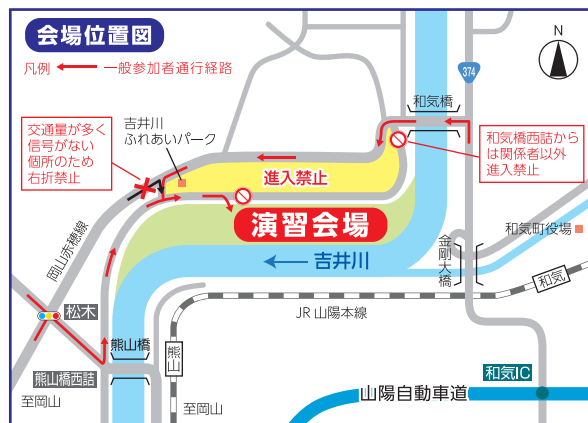 会場位置図
凡例
一般参加者通行経路
N
374
和気橋
交通量が多く
信号がない
個所のため
右折禁止
吉井川
ふれあいパーク
和気橋西詰から
は関係者以外
進入禁止
進入禁止
演習会場
和気町役場
金剛大橋
岡山赤穂線
吉井川
和気
JR山陽本線
松木
熊山橋
熊山
熊山橋西詰
和気IC
至岡山
至岡山
山陽自動車道